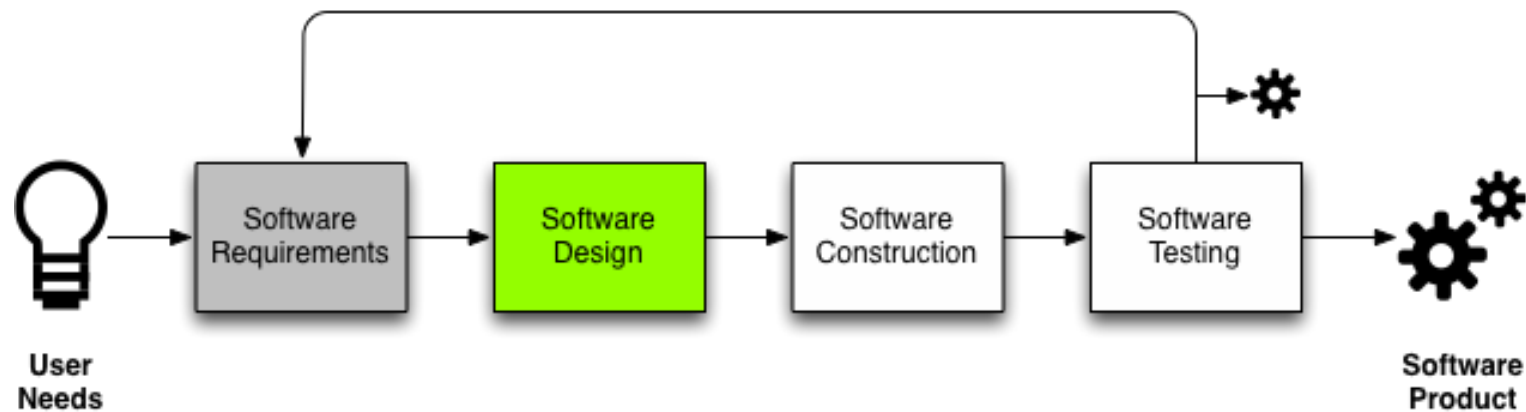 Software
Requirements
Software
Design
Software
Construction
Software
Testing
User
Needs
Software
Product